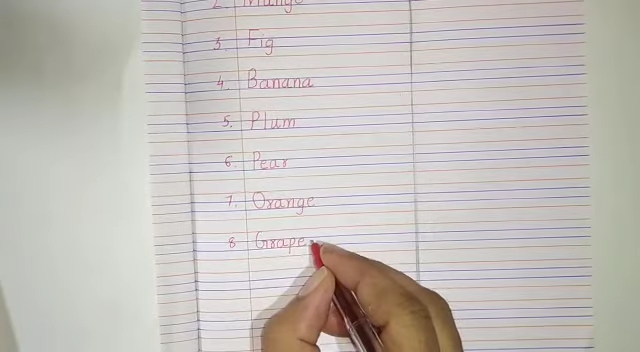 2. Mango
3. Fig
4. Banana
5. Plum
6. Pear
7. Orange
8 Grape